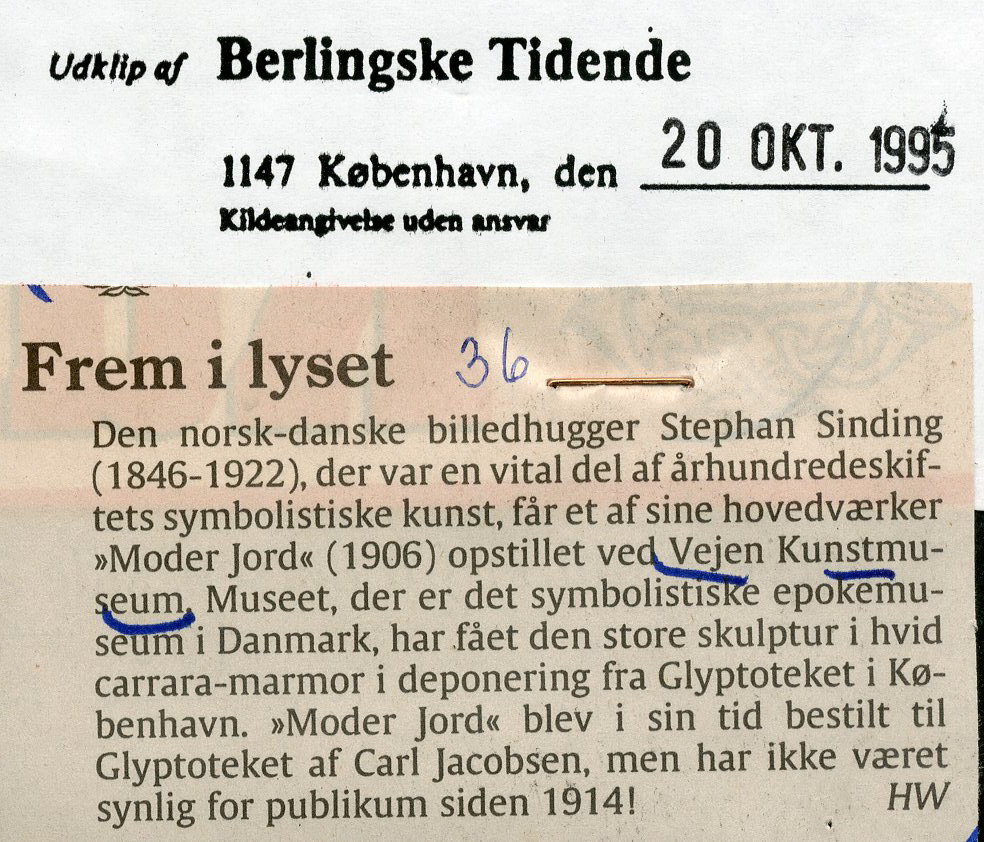 Udklip af Berlingske Tidende
1147 København, den 20 OKT. 1995
Kildeangivelse uden ansvar
Frem i lyset 36
Den norsk-danske billedhugger Stephan Sinding
(1846-1922), der var en vital del af århundredeskif-
tets symbolistiske kunst, får et af sine hovedværker
»Moder Jord« (1906) opstillet ved Vejen Kunstmu-
seum. Museet, der er det symbolistiske epokemu-
seum i Danmark, har fået den store skulptur i hvid
carrara-marmor i deponering fra Glyptoteket i Kø-
benhavn. »Moder Jord« blev i sin tid bestilt til
Glyptoteket af Carl Jacobsen, men har ikke været
synlig for publikum siden 1914! HW